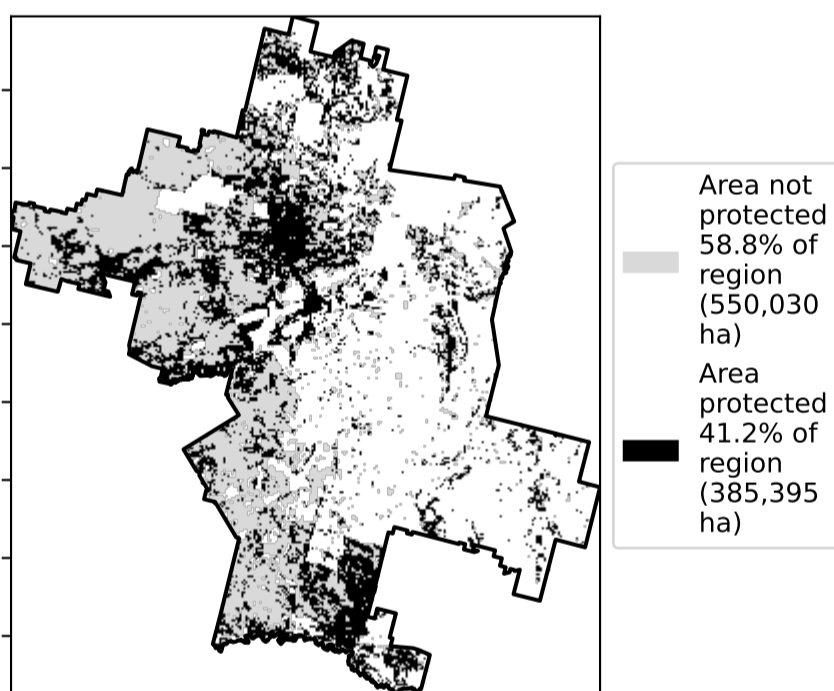 Area not
protected
58.8% of
region
(550,030
ha)
Area
protected
41.2% of
region
(385,395
ha)